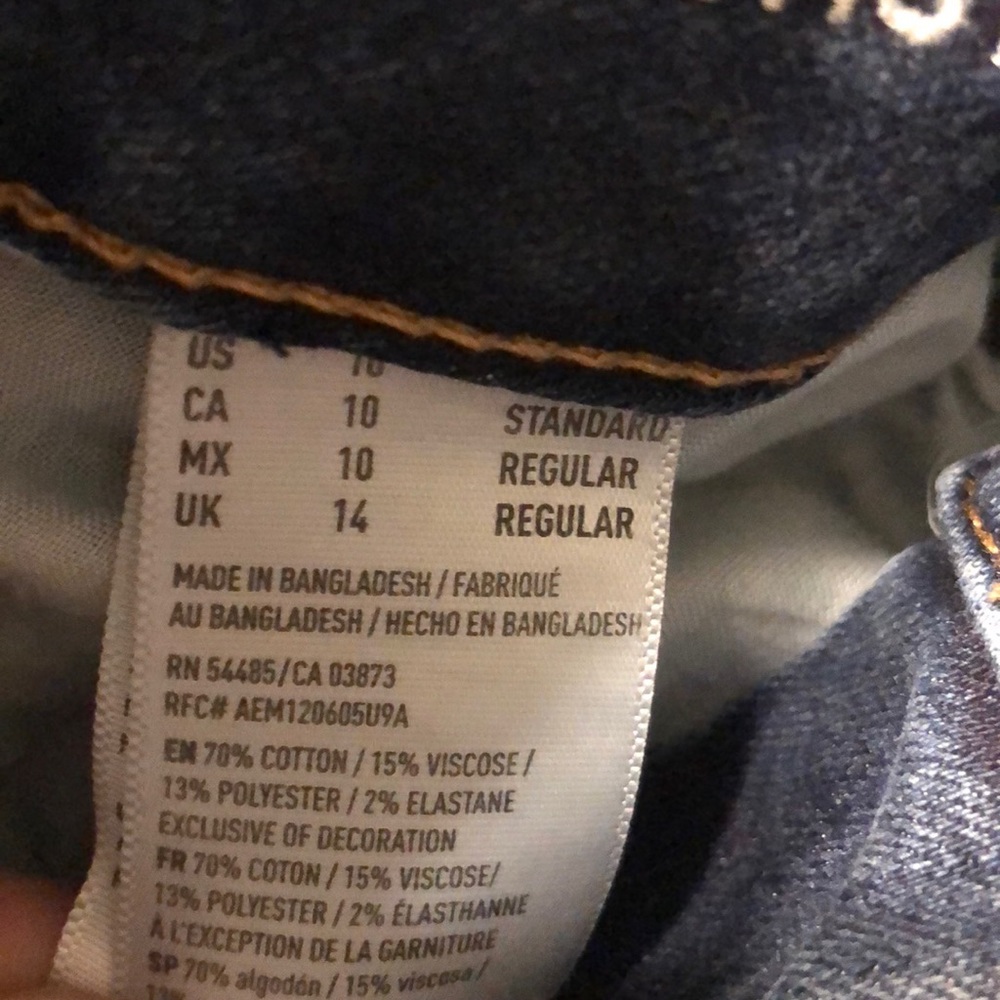 US 10
CA 10 STANDARD
MX 10 REGULAR
UK 14 REGULAR
MADE IN BANGLADESH / FABRIQUÉ
AU BANGLADESH / HECHO EN BANGLADESH
RN 54485/CA 03873
RFC# AEM120605U9A
EN 70% COTTON / 15% VISCOSE /
13% POLYESTER / 2% ELASTANE
EXCLUSIVE OF DECORATION
FR 70% COTON / 15% VISCOSE/
13% POLYESTER / 2% ÉLASTHANNE
À L'EXCEPTION DE LA GARNITURE
SP 70% algodón / 15% viscosa /